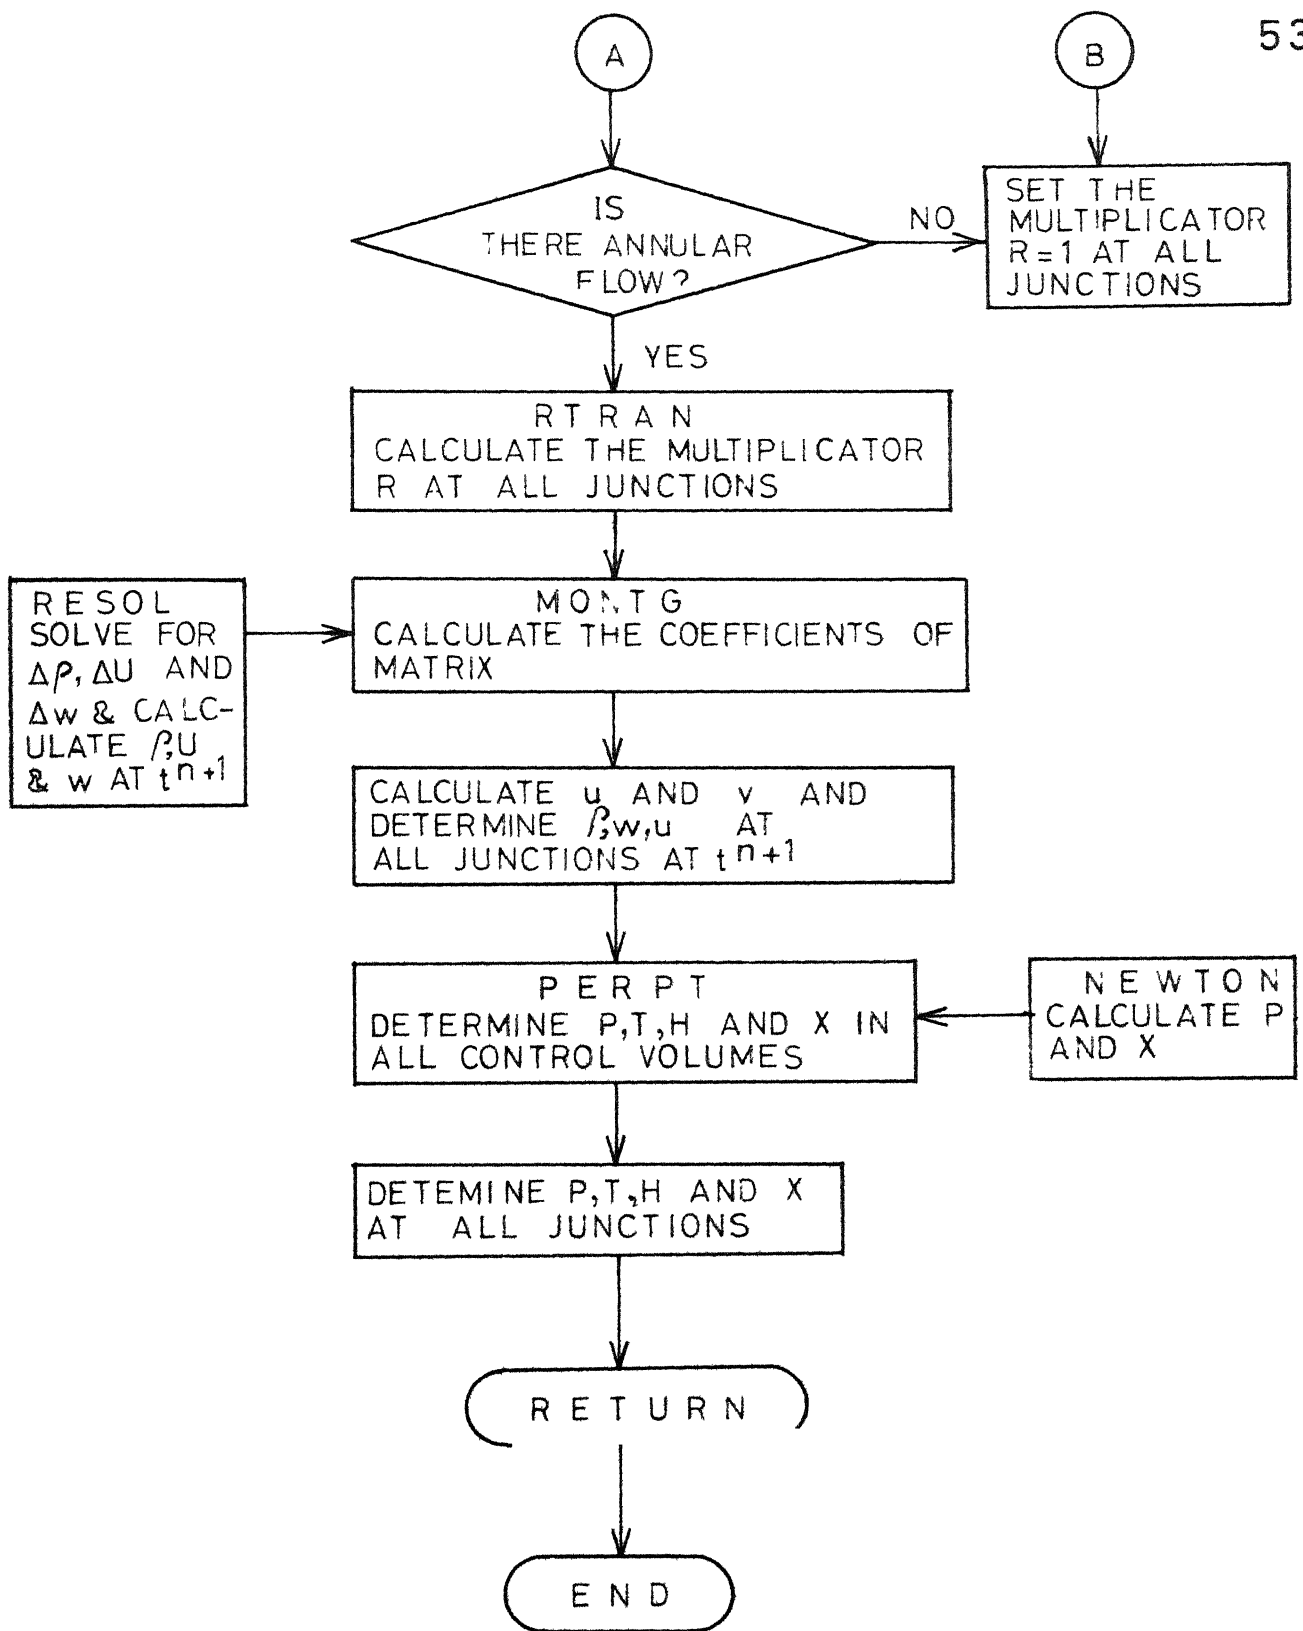 53
A
B
IS
THERE ANNULAR
FLOW?
NO
SET THE
MULTIPLICATOR
R=1 AT ALL
JUNCTIONS
YES
RTRAN
CALCULATE THE MULTIPLICATOR
R AT ALL JUNCTIONS
RESOL
SOLVE FOR
Δρ, ΔU AND
Δw & CALC-
ULATE ρ,U
& w AT tⁿ⁺¹
MONTG
CALCULATE THE COEFFICIENTS OF
MATRIX
CALCULATE u AND v AND
DETERMINE ρ,w,u AT
ALL JUNCTIONS AT tⁿ⁺¹
PERPT
DETERMINE P,T,H AND X IN
ALL CONTROL VOLUMES
NEWTON
CALCULATE P
AND X
DETEMINE P,T,H AND X
AT ALL JUNCTIONS
RETURN
END